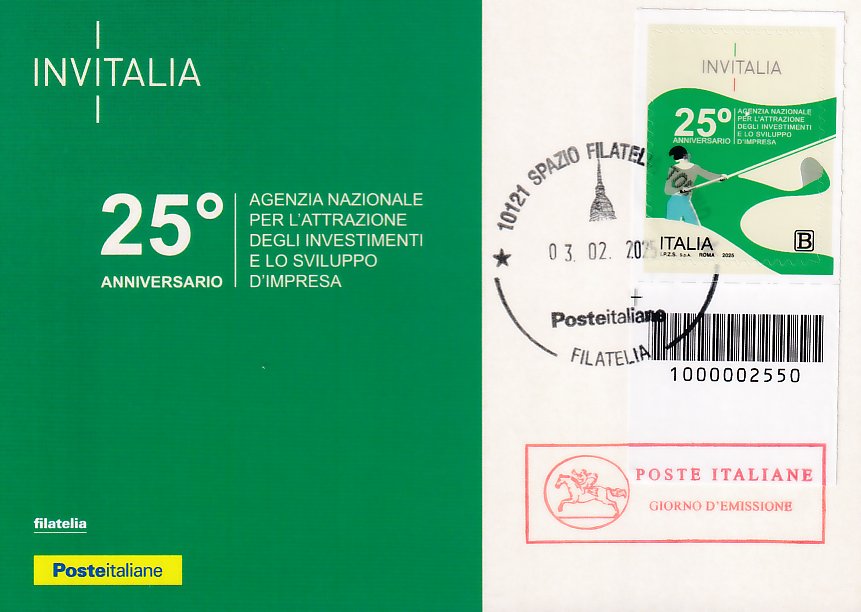 INVITALIA
25°
ANNIVERSARIO
AGENZIA NAZIONALE
PER L'ATTRAZIONE
DEGLI INVESTIMENTI
E LO SVILUPPO
D'IMPRESA
filatelia
Posteitaliane
INVITALIA
25°
ANNIVERSARIO
AGENZIA NAZIONALE
PER L'ATTRAZIONE
DEGLI INVESTIMENTI
E LO SVILUPPO
D'IMPRESA
ITALIA
B
I.P.Z.S. S.p.A. ROMA 2025
★ 10121 SPAZIO
03.02.2025
Posteitaliane
FILATELIA
1000002550
POSTE ITALIANE
GIORNO D'EMISSIONE